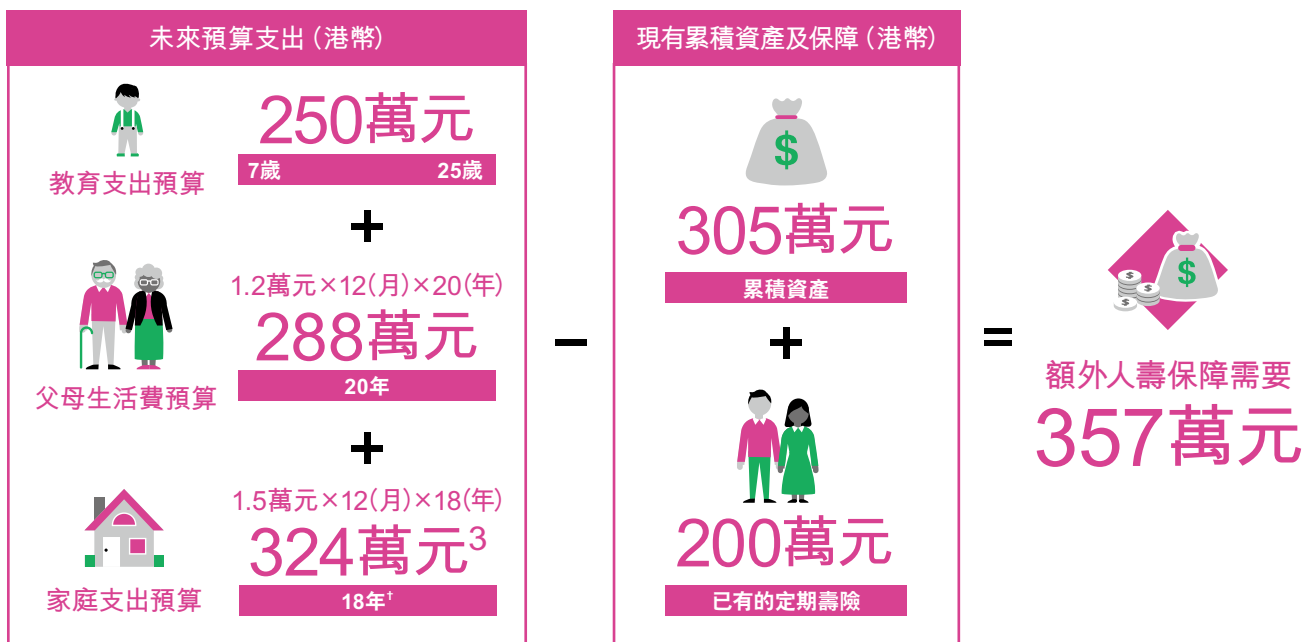 未來預算支出（港幣）
250萬元
7歲 25歲
教育支出預算
+
1.2萬元×12(月)×20(年)
288萬元
20年
父母生活費預算
+
1.5萬元×12(月)×18(年)
324萬元3
18年†
家庭支出預算
−
現有累積資產及保障（港幣）
$
305萬元
累積資產
+
200萬元
已有的定期壽險
=
$
$
$
$
額外人壽保障需要
357萬元